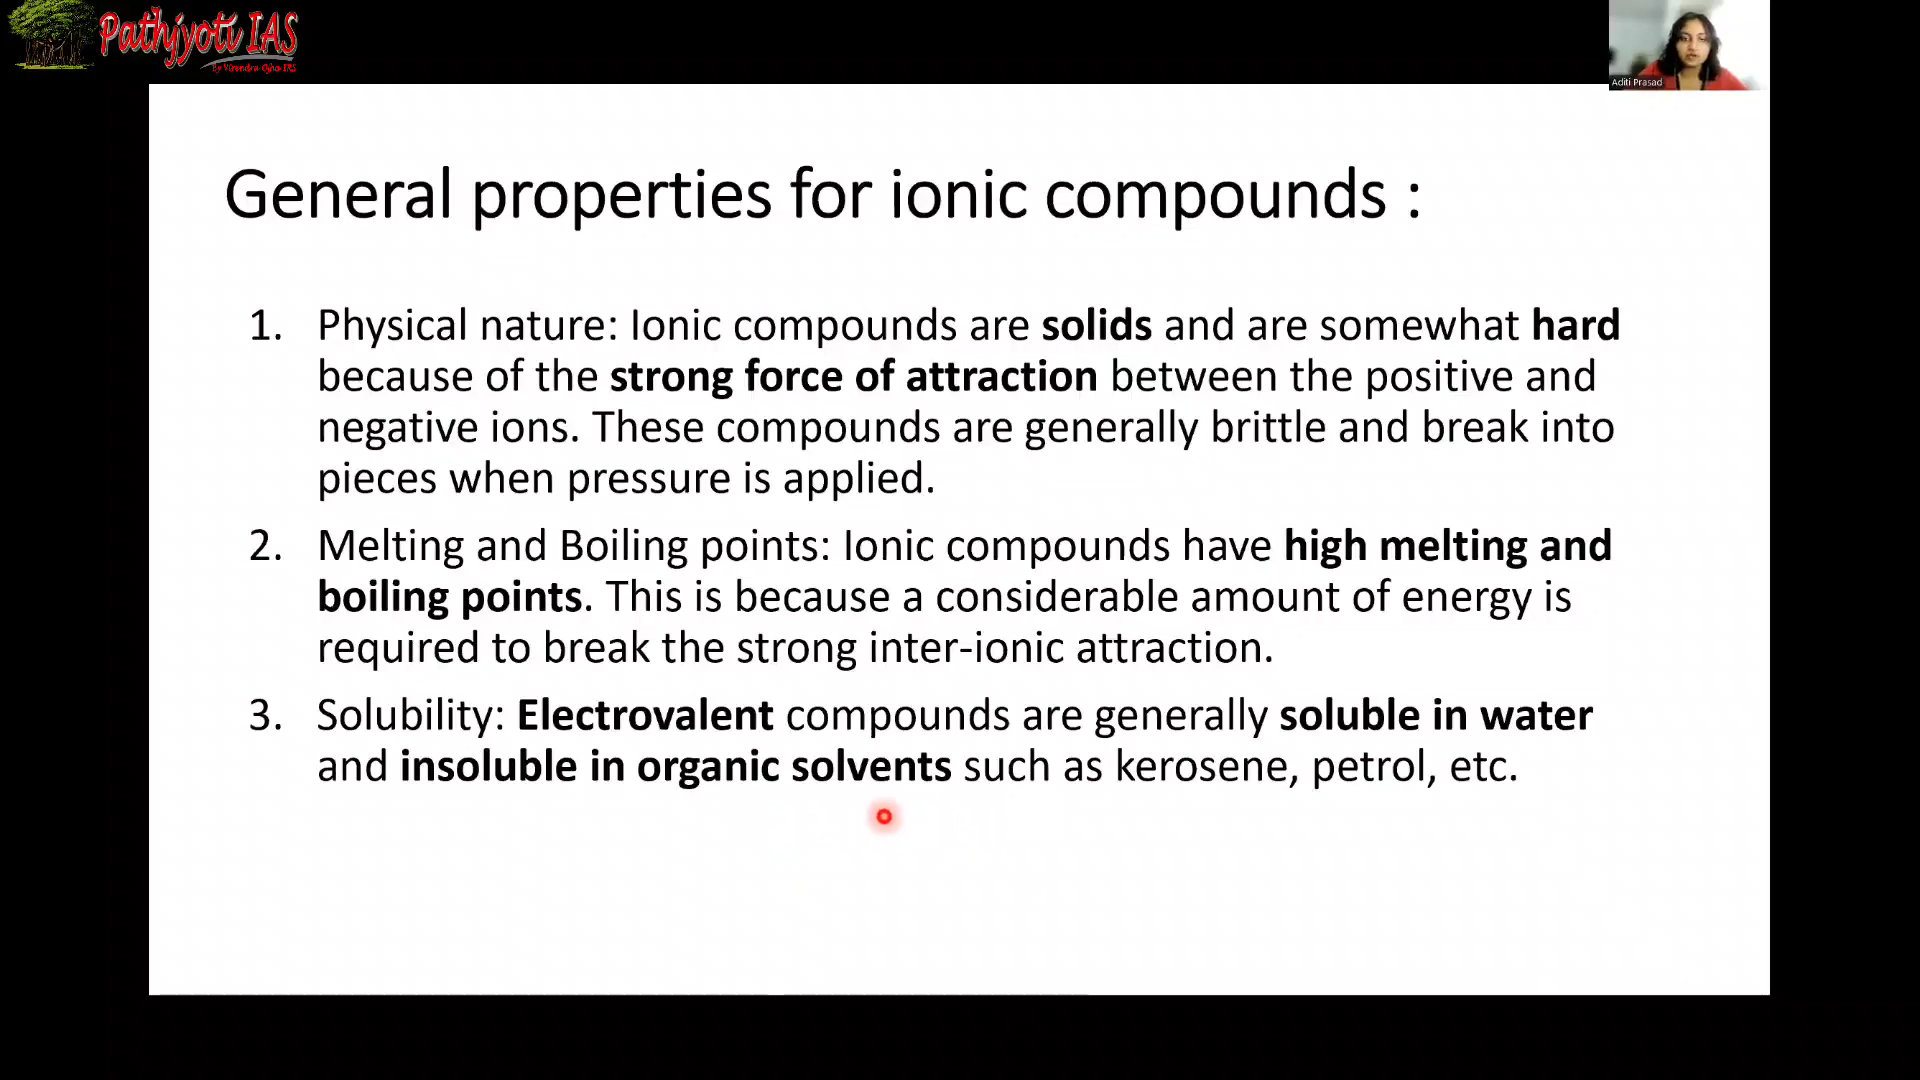 Pathjyoti IAS
By Virendra Ojha IRS
Aditi Prasad
General properties for ionic compounds :
1. Physical nature: Ionic compounds are solids and are somewhat hard
because of the strong force of attraction between the positive and
negative ions. These compounds are generally brittle and break into
pieces when pressure is applied.
2. Melting and Boiling points: Ionic compounds have high melting and
boiling points. This is because a considerable amount of energy is
required to break the strong inter-ionic attraction.
3. Solubility: Electrovalent compounds are generally soluble in water
and insoluble in organic solvents such as kerosene, petrol, etc.